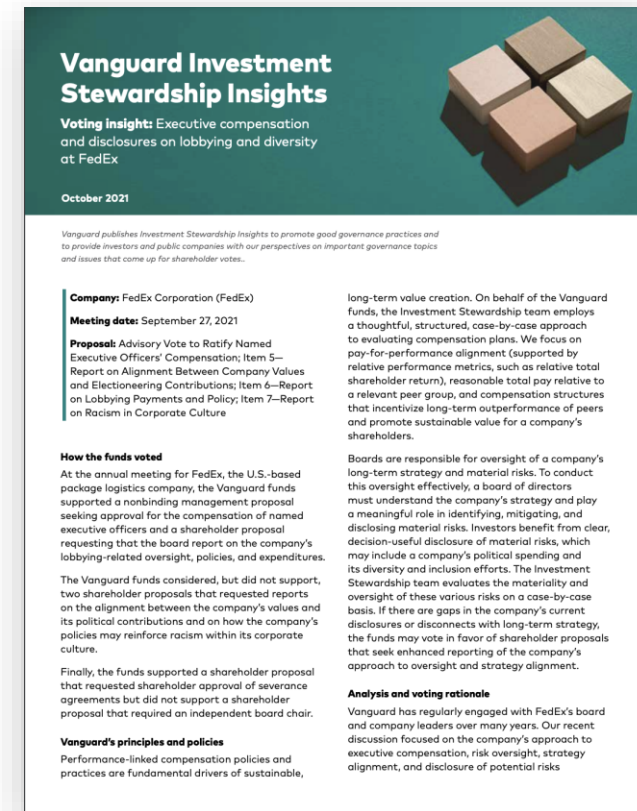 Vanguard Investment
Stewardship Insights
Voting insight: Executive compensation
and disclosures on lobbying and diversity
at FedEx
October 2021
Vanguard publishes Investment Stewardship Insights to promote good governance practices and
to provide investors and public companies with our perspectives on important governance topics
and issues that come up for shareholder votes..
Company: FedEx Corporation (FedEx)
Meeting date: September 27, 2021
Proposal: Advisory Vote to Ratify Named
Executive Officers' Compensation; Item 5—
Report on Alignment Between Company Values
and Electioneering Contributions; Item 6—Report
on Lobbying Payments and Policy; Item 7—Report
on Racism in Corporate Culture
How the funds voted
At the annual meeting for FedEx, the U.S.-based
package logistics company, the Vanguard funds
supported a nonbinding management proposal
seeking approval for the compensation of named
executive officers and a shareholder proposal
requesting that the board report on the company's
lobbying-related oversight, policies, and expenditures.
The Vanguard funds considered, but did not support,
two shareholder proposals that requested reports
on the alignment between the company's values and
its political contributions and on how the company's
policies may reinforce racism within its corporate
culture.
Finally, the funds supported a shareholder proposal
that requested shareholder approval of severance
agreements but did not support a shareholder
proposal that required an independent board chair.
Vanguard's principles and policies
Performance-linked compensation policies and
practices are fundamental drivers of sustainable,
long-term value creation. On behalf of the Vanguard
funds, the Investment Stewardship team employs
a thoughtful, structured, case-by-case approach
to evaluating compensation plans. We focus on
pay-for-performance alignment (supported by
relative performance metrics, such as relative total
shareholder return), reasonable total pay relative to
a relevant peer group, and compensation structures
that incentivize long-term outperformance of peers
and promote sustainable value for a company's
shareholders.
Boards are responsible for oversight of a company's
long-term strategy and material risks. To conduct
this oversight effectively, a board of directors
must understand the company's strategy and play
a meaningful role in identifying, mitigating, and
disclosing material risks. Investors benefit from clear,
decision-useful disclosure of material risks, which
may include a company's political spending and
its diversity and inclusion efforts. The Investment
Stewardship team evaluates the materiality and
oversight of these various risks on a case-by-case
basis. If there are gaps in the company's current
disclosures or disconnects with long-term strategy,
the funds may vote in favor of shareholder proposals
that seek enhanced reporting of the company's
approach to oversight and strategy alignment.
Analysis and voting rationale
Vanguard has regularly engaged with FedEx's board
and company leaders over many years. Our recent
discussion focused on the company's approach to
executive compensation, risk oversight, strategy
alignment, and disclosure of potential risks